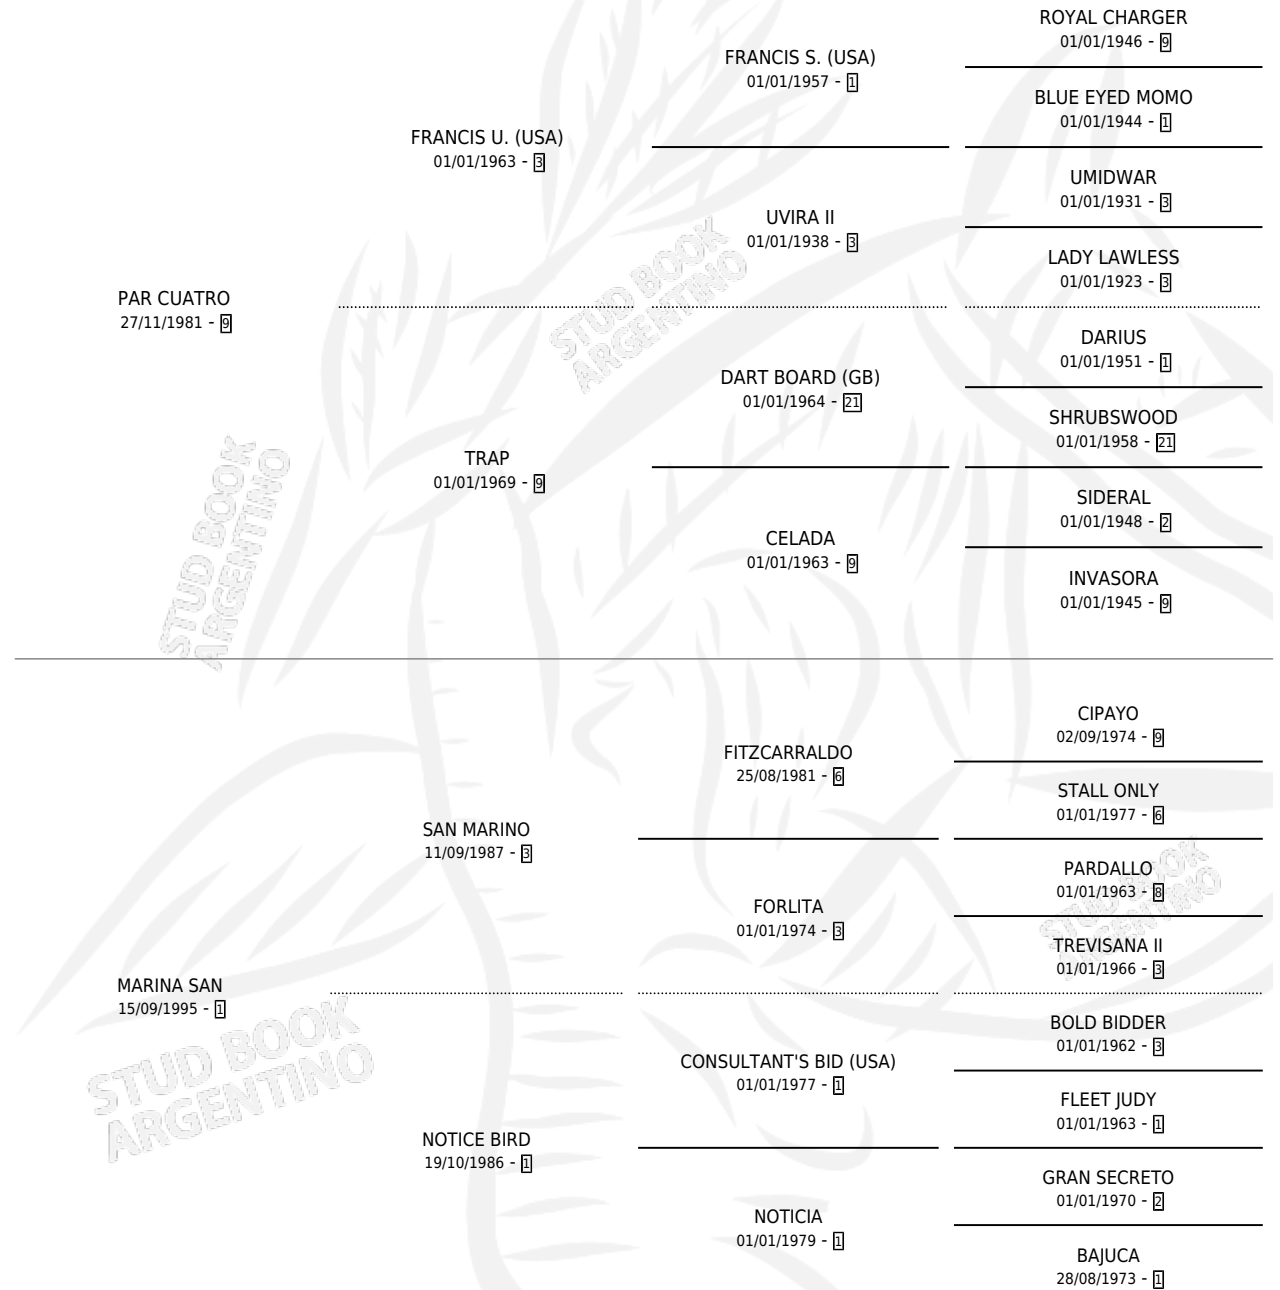 ROYAL CHARGER
01/01/1946 - 9
FRANCIS S. (USA)
01/01/1957 - 1
BLUE EYED MOMO
01/01/1944 - 1
FRANCIS U. (USA)
01/01/1963 - 3
UMIDWAR
01/01/1931 - 3
UVIRA II
01/01/1938 - 3
LADY LAWLESS
01/01/1923 - 3
PAR CUATRO
27/11/1981 - 9
DARIUS
01/01/1951 - 1
DART BOARD (GB)
01/01/1964 - 21
SHRUBSWOOD
01/01/1958 - 21
TRAP
01/01/1969 - 9
SIDERAL
01/01/1948 - 2
CELADA
01/01/1963 - 9
INVASORA
01/01/1945 - 9
CIPAYO
02/09/1974 - 9
FITZCARRALDO
25/08/1981 - 6
STALL ONLY
01/01/1977 - 6
SAN MARINO
11/09/1987 - 3
PARDALLO
01/01/1963 - 8
FORLITA
01/01/1974 - 3
TREVISANA II
01/01/1966 - 3
MARINA SAN
15/09/1995 - 1
BOLD BIDDER
01/01/1962 - 3
CONSULTANT'S BID (USA)
01/01/1977 - 1
FLEET JUDY
01/01/1963 - 1
NOTICE BIRD
19/10/1986 - 1
GRAN SECRETO
01/01/1970 - 2
NOTICIA
01/01/1979 - 1
BAJUCA
28/08/1973 - 1
STUD BOOK
ARGENTINO
STUD BOOK
ARGENTINO
STUD BOOK
ARGENTINO
STUD BOOK
ARGENTINO